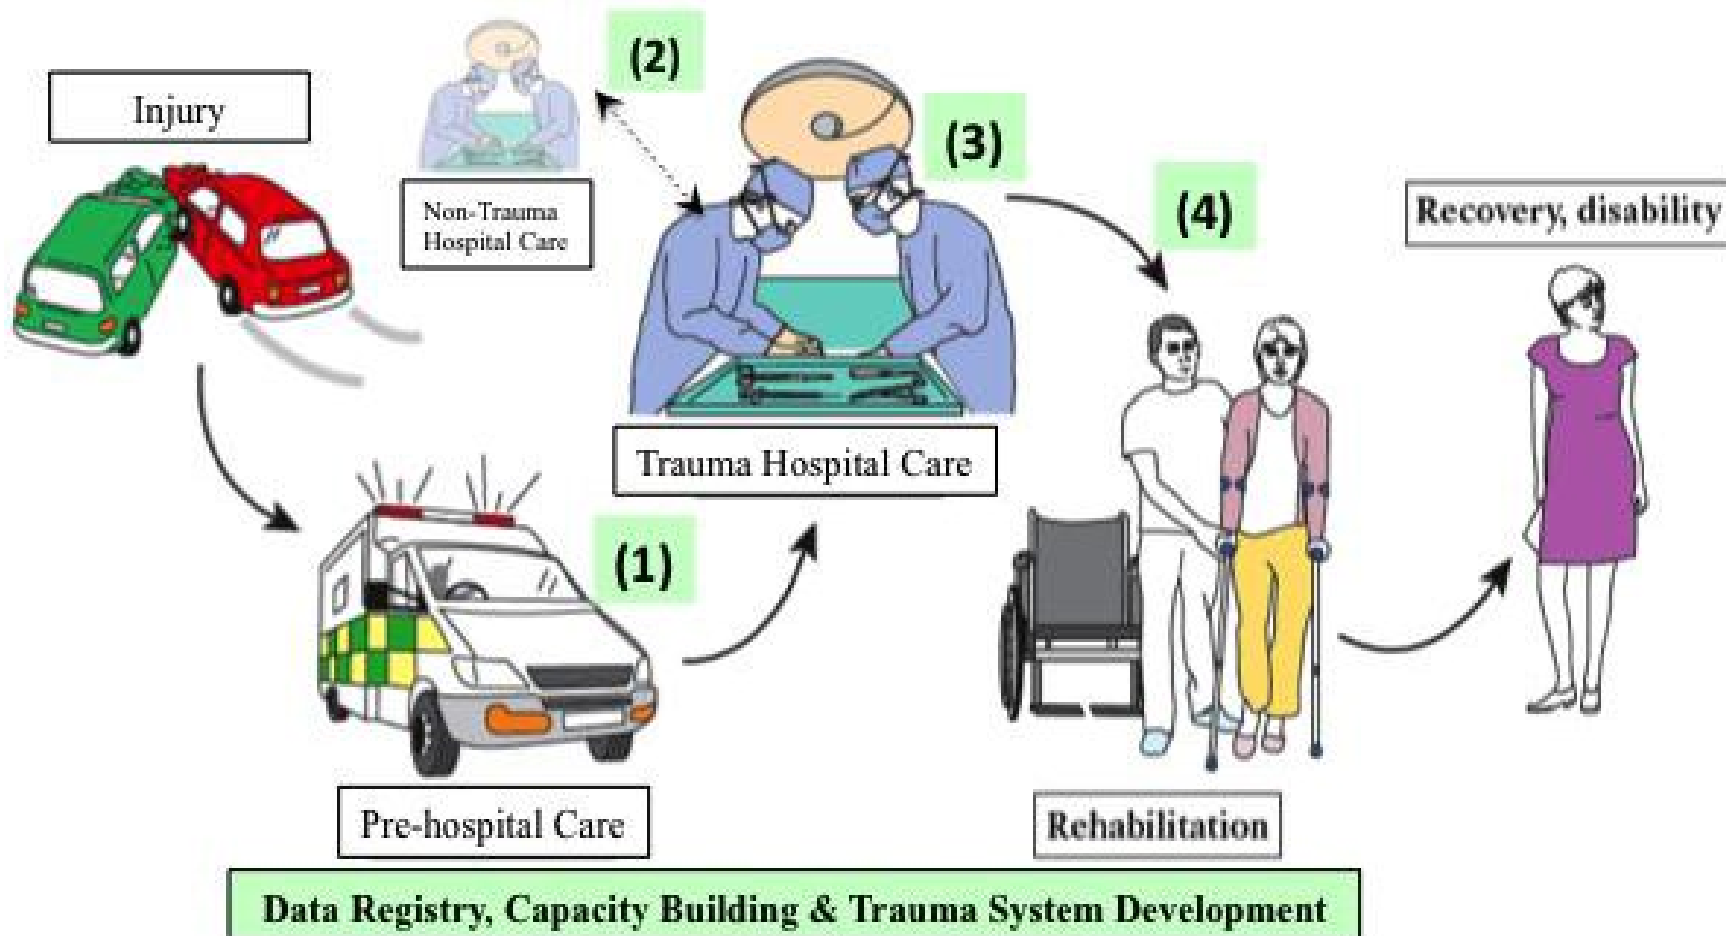 Injury
(2)
Non-Trauma
Hospital Care
(3)
(4)
Recovery, disability
Trauma Hospital Care
(1)
Pre-hospital Care
Rehabilitation
Data Registry, Capacity Building & Trauma System Development